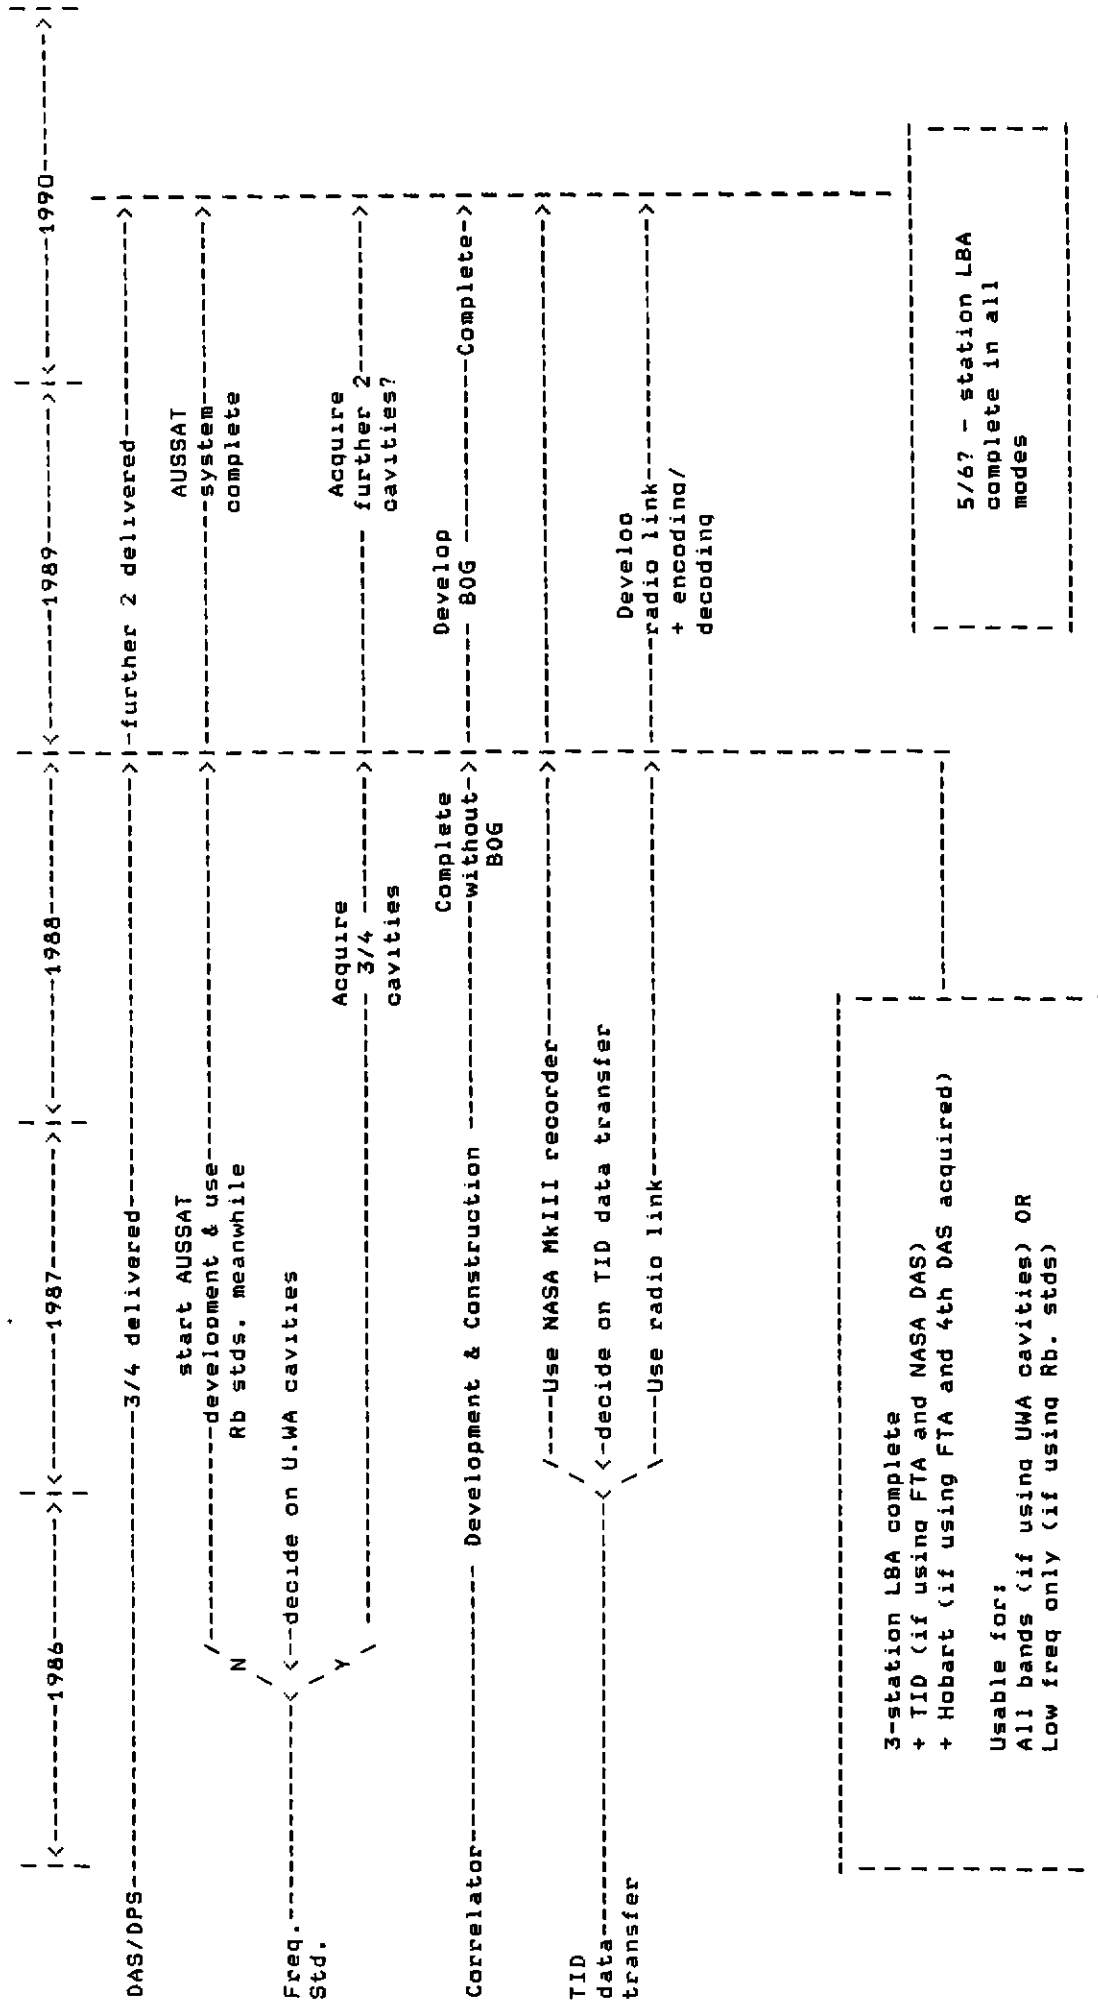 |<--------1986--------->|<--------1987-------->|<--------1988-------->|<--------1989-------->|<--------1990-------->|
DAS/DPS----------------3/4 delivered---------------->|-further 2 delivered---------->
start AUSSAT
AUSSAT
/----------development & use---------------->|----------system-------->
Rb stds. meanwhile
complete
N
Freq.----------< <--decide on U.WA cavities
Std.
Y
Acquire
Acquire
---------------- 3/4 -------->|---------- further 2-------->
cavities
cavities?
Complete
Develop
Correlator-------------- Development & Construction ----------------without->|------- BOG -------Complete->
BOG
/----Use NASA MkIII recorder---------------->|---------------->
TID
data----------------< <-decide on TID data transfer
transfer
Develoo
\----Use radio link---------------->|-------radio link-------->
+ encoding/
decoding
3-station LBA complete
+ TID (if using FTA and NASA DAS)
+ Hobart (if using FTA and 4th DAS acquired)
Usable for:
All bands (if using UWA cavities) OR
Low freq only (if using Rb. stds)
5/6? - station LBA
complete in all
modes